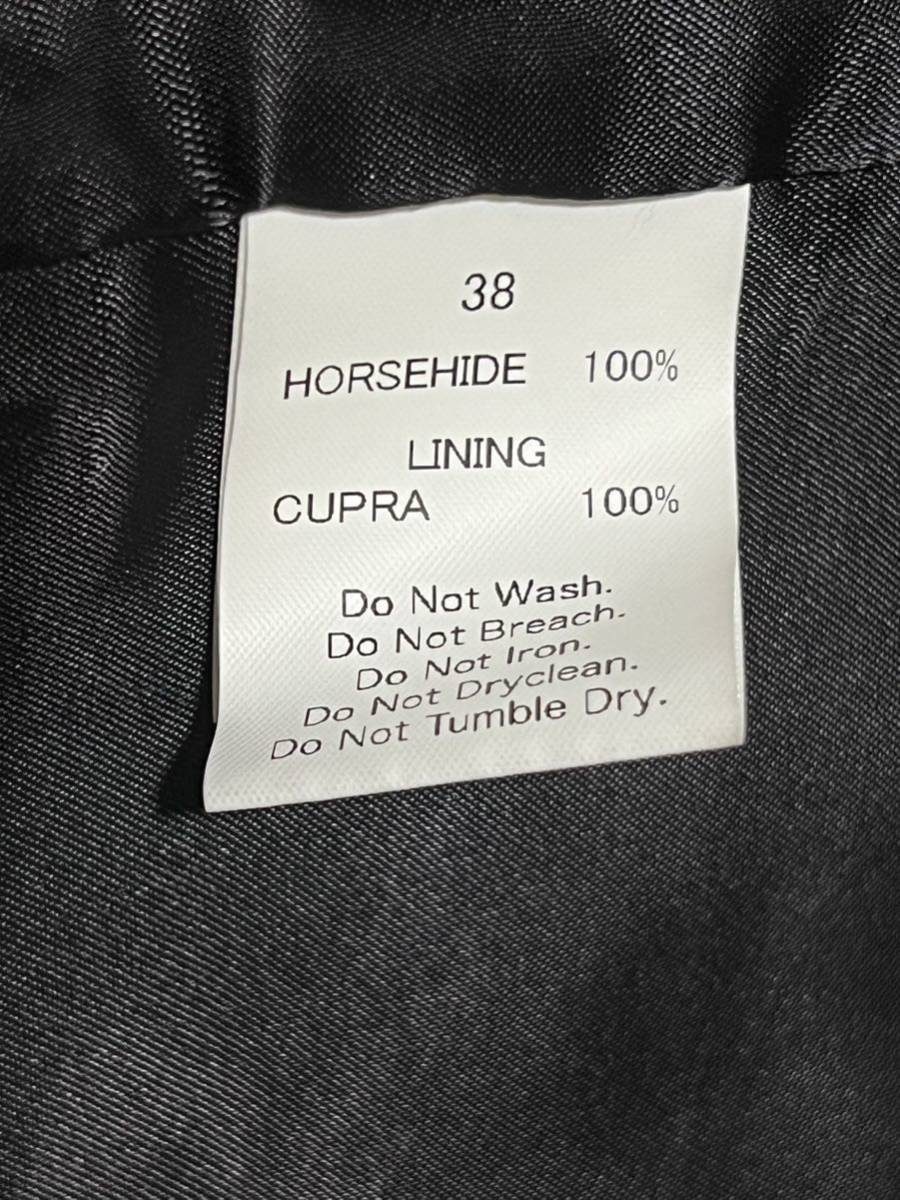 38
HORSEHIDE 100%
LINING
CUPRA 100%
Do Not Wash.
Do Not Breach.
Do Not Iron.
Do Not Dryclean.
Do Not Tumble Dry.